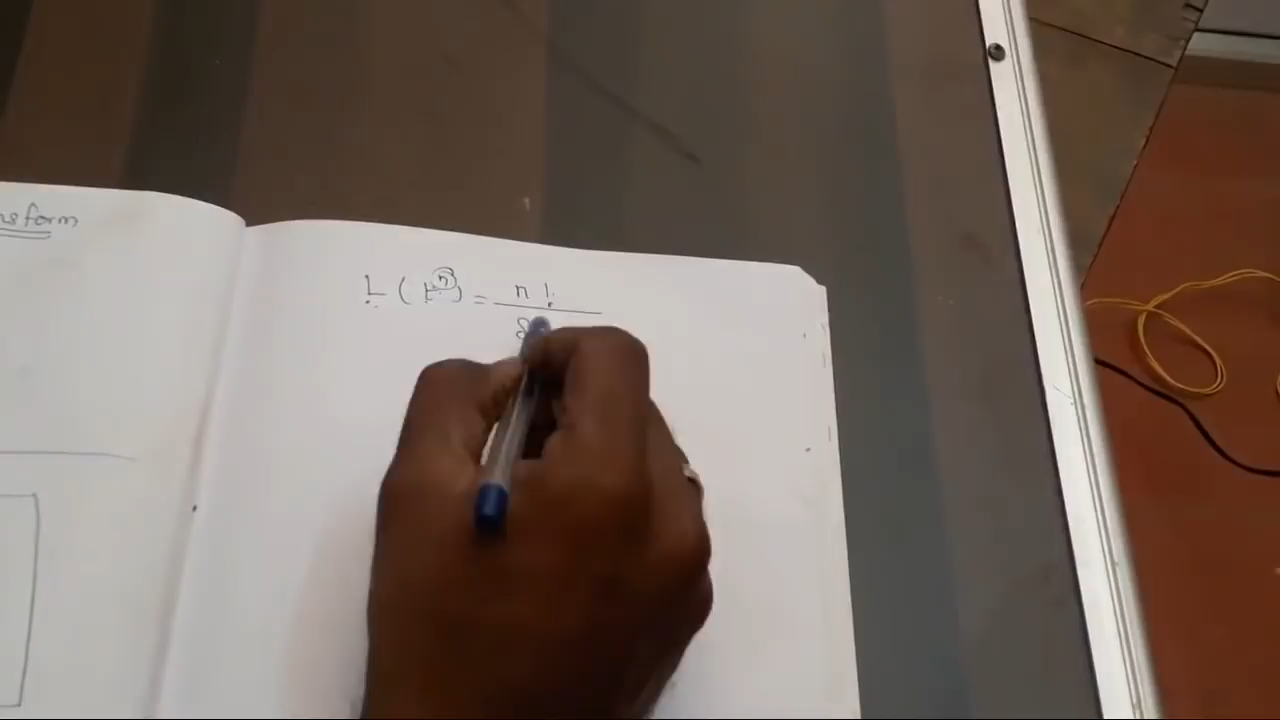 nsform
L (tⁿ) = n!
s